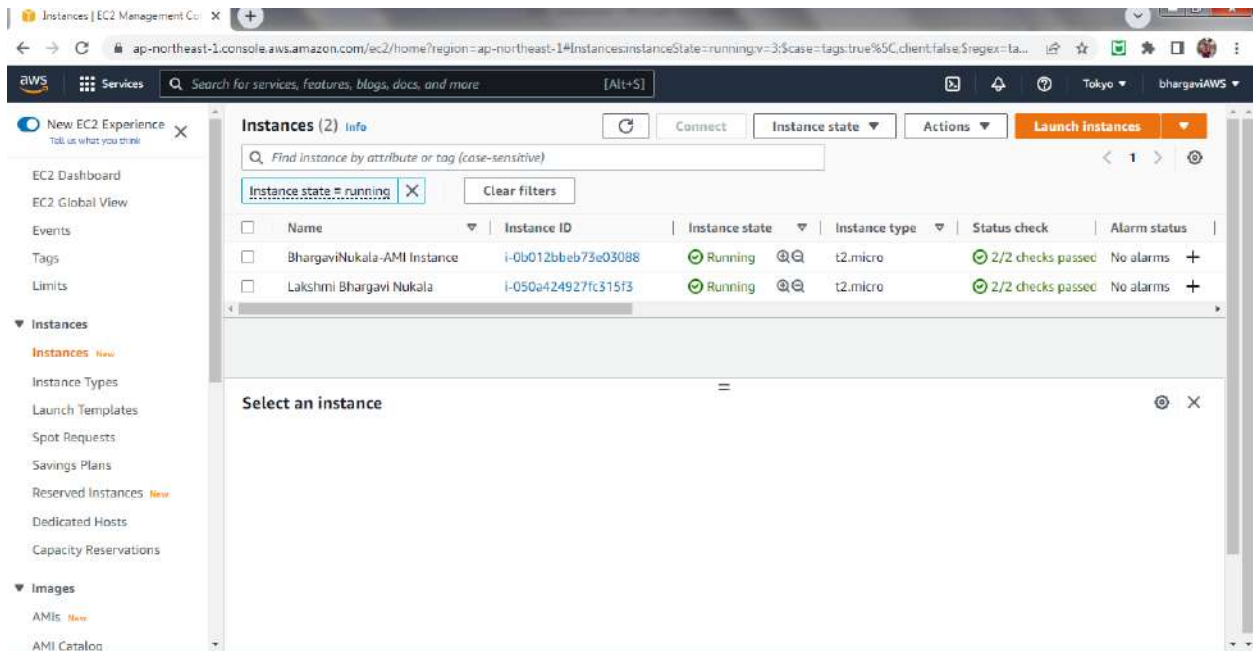 Instances | EC2 Management Co
ap-northeast-1.console.aws.amazon.com/ec2/home?region=ap-northeast-1#Instances:instanceState=running;v=3;$case=tags:true%5C,client:false;$regex=ta...
aws Services Search for services, features, blogs, docs, and more [Alt+S] Tokyo bhargaviAWS
New EC2 Experience
Tell us what you think
EC2 Dashboard
EC2 Global View
Events
Tags
Limits
Instances
Instances New
Instance Types
Launch Templates
Spot Requests
Savings Plans
Reserved Instances New
Dedicated Hosts
Capacity Reservations
Images
AMIs New
AMI Catalog
Instances (2) Info Connect Instance state Actions Launch instances
Find instance by attribute or tag (case-sensitive) 1
Instance state = running Clear filters
Name Instance ID Instance state Instance type Status check Alarm status
BhargaviNukala-AMI Instance i-0b012bbeb73e03088 Running t2.micro 2/2 checks passed No alarms
Lakshmi Bhargavi Nukala i-050a424927fc315f3 Running t2.micro 2/2 checks passed No alarms
Select an instance